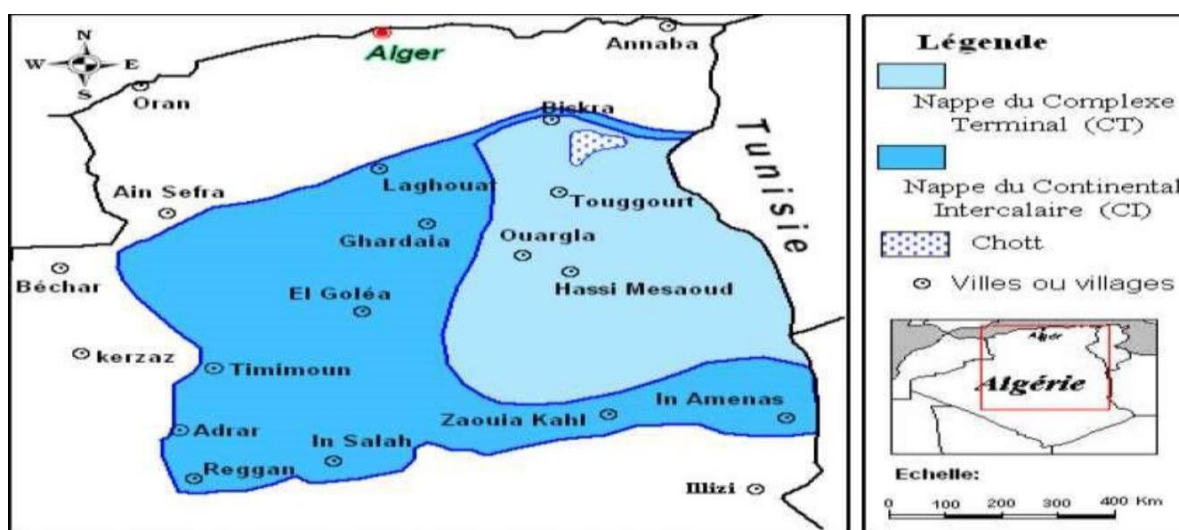 N
W E
S
Alger
Annaba
Oran
Biskra
Tunisie
Laghouat
Ain Sefra
Touggourt
Ghardaia
Ouargla
Béchar
Hassi Mesaoud
El Goléa
kerzaz
Timimoun
Zaouia Kahl
In Amenas
Adrar
In Salah
Reggan
Illizi
Légende
Nappe du Complexe
Terminal (CT)
Nappe du Continental
Intercalaire (CI)
Chott
Villes ou villages
Alger
Algérie
Echelle:
0 100 200 300 400 Km